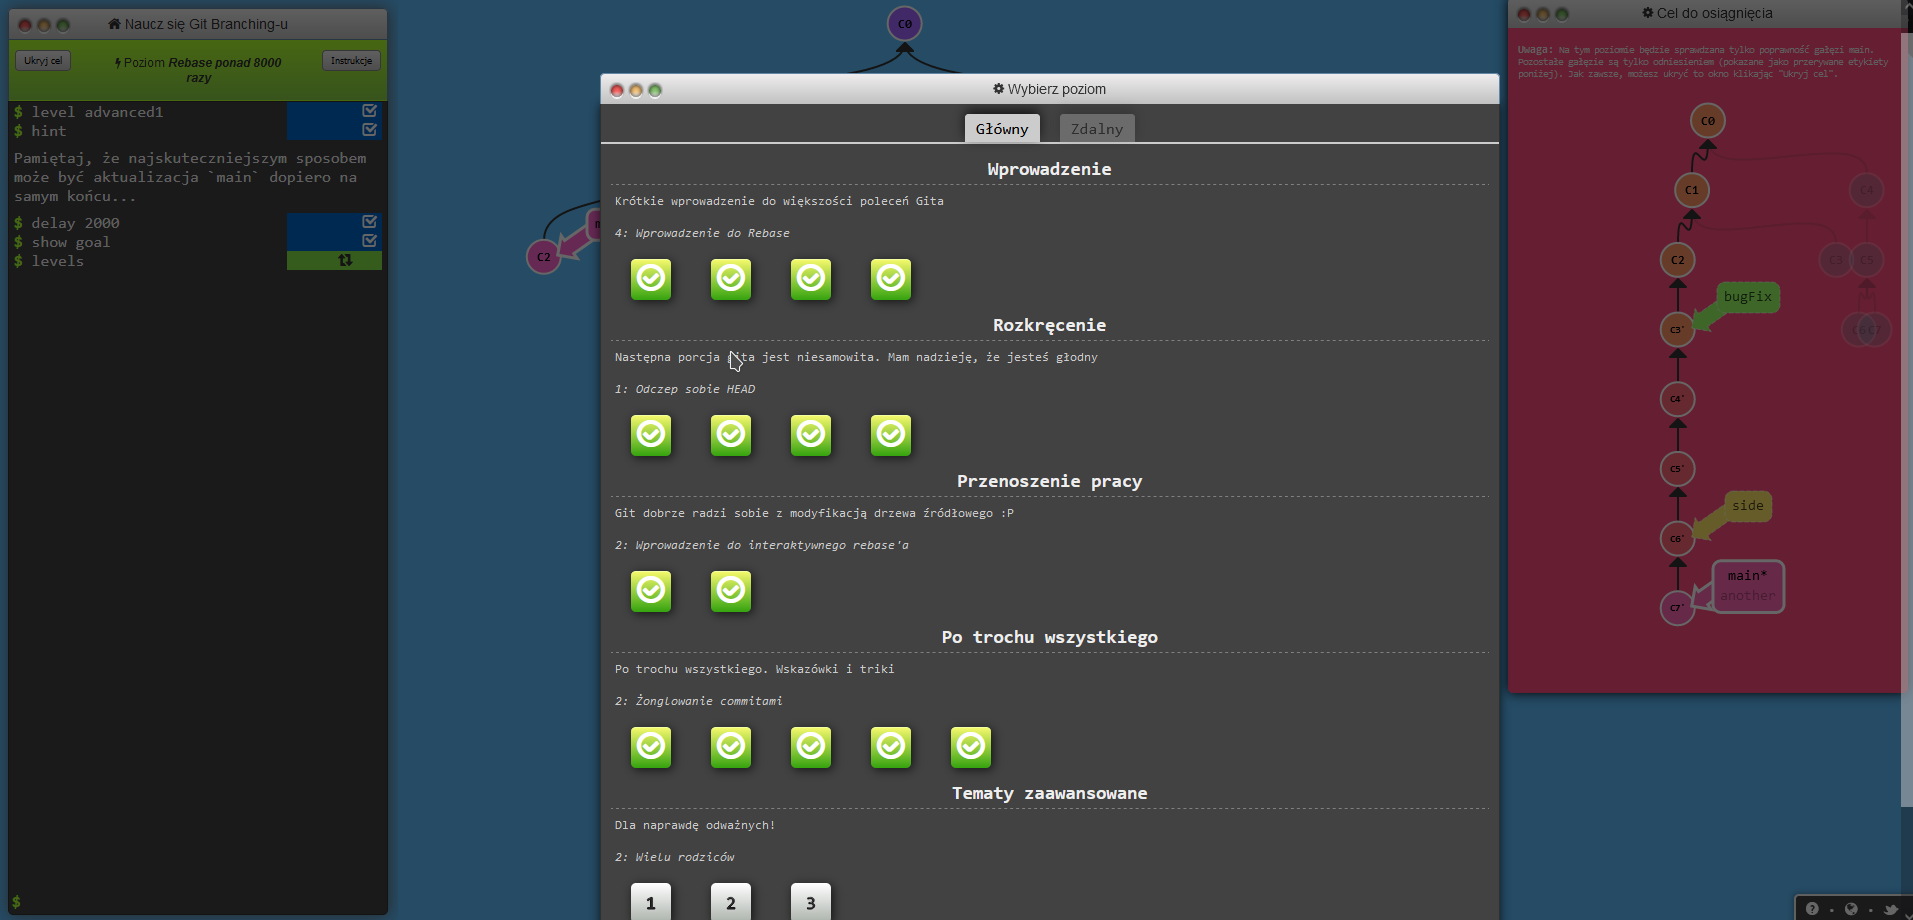 Naucz się Git Branching-u
Ukryj cel
Poziom Rebase ponad 8000
razy
Instrukcje
$ level advanced1
$ hint
Pamiętaj, że najskuteczniejszym sposobem
może być aktualizacja `main` dopiero na
samym końcu...
$ delay 2000
$ show goal
$ levels
$
C0
C2
m
Wybierz poziom
Główny
Zdalny
Wprowadzenie
Krótkie wprowadzenie do większości poleceń Gita
4: Wprowadzenie do Rebase
Rozkręcenie
Następna porcja gita jest niesamowita. Mam nadzieję, że jesteś głodny
1: Odczep sobie HEAD
Przenoszenie pracy
Git dobrze radzi sobie z modyfikacją drzewa źródłowego :P
2: Wprowadzenie do interaktywnego rebase'a
Po trochu wszystkiego
Po trochu wszystkiego. Wskazówki i triki
2: Żonglowanie commitami
Tematy zaawansowane
Dla naprawdę odważnych!
2: Wielu rodziców
1 2 3
Cel do osiągnięcia
Uwaga: Na tym poziomie będzie sprawdzana tylko poprawność gałęzi main.
Pozostałe gałęzie są tylko odniesieniem (pokazane jako przerywane etykiety
poniżej). Jak zawsze, możesz ukryć to okno klikając "Ukryj cel".
C0
C1
C4
C2
C3
C5
bugFix
C3'
C6
C7
C4'
C5'
side
C6'
main*
another
C7'